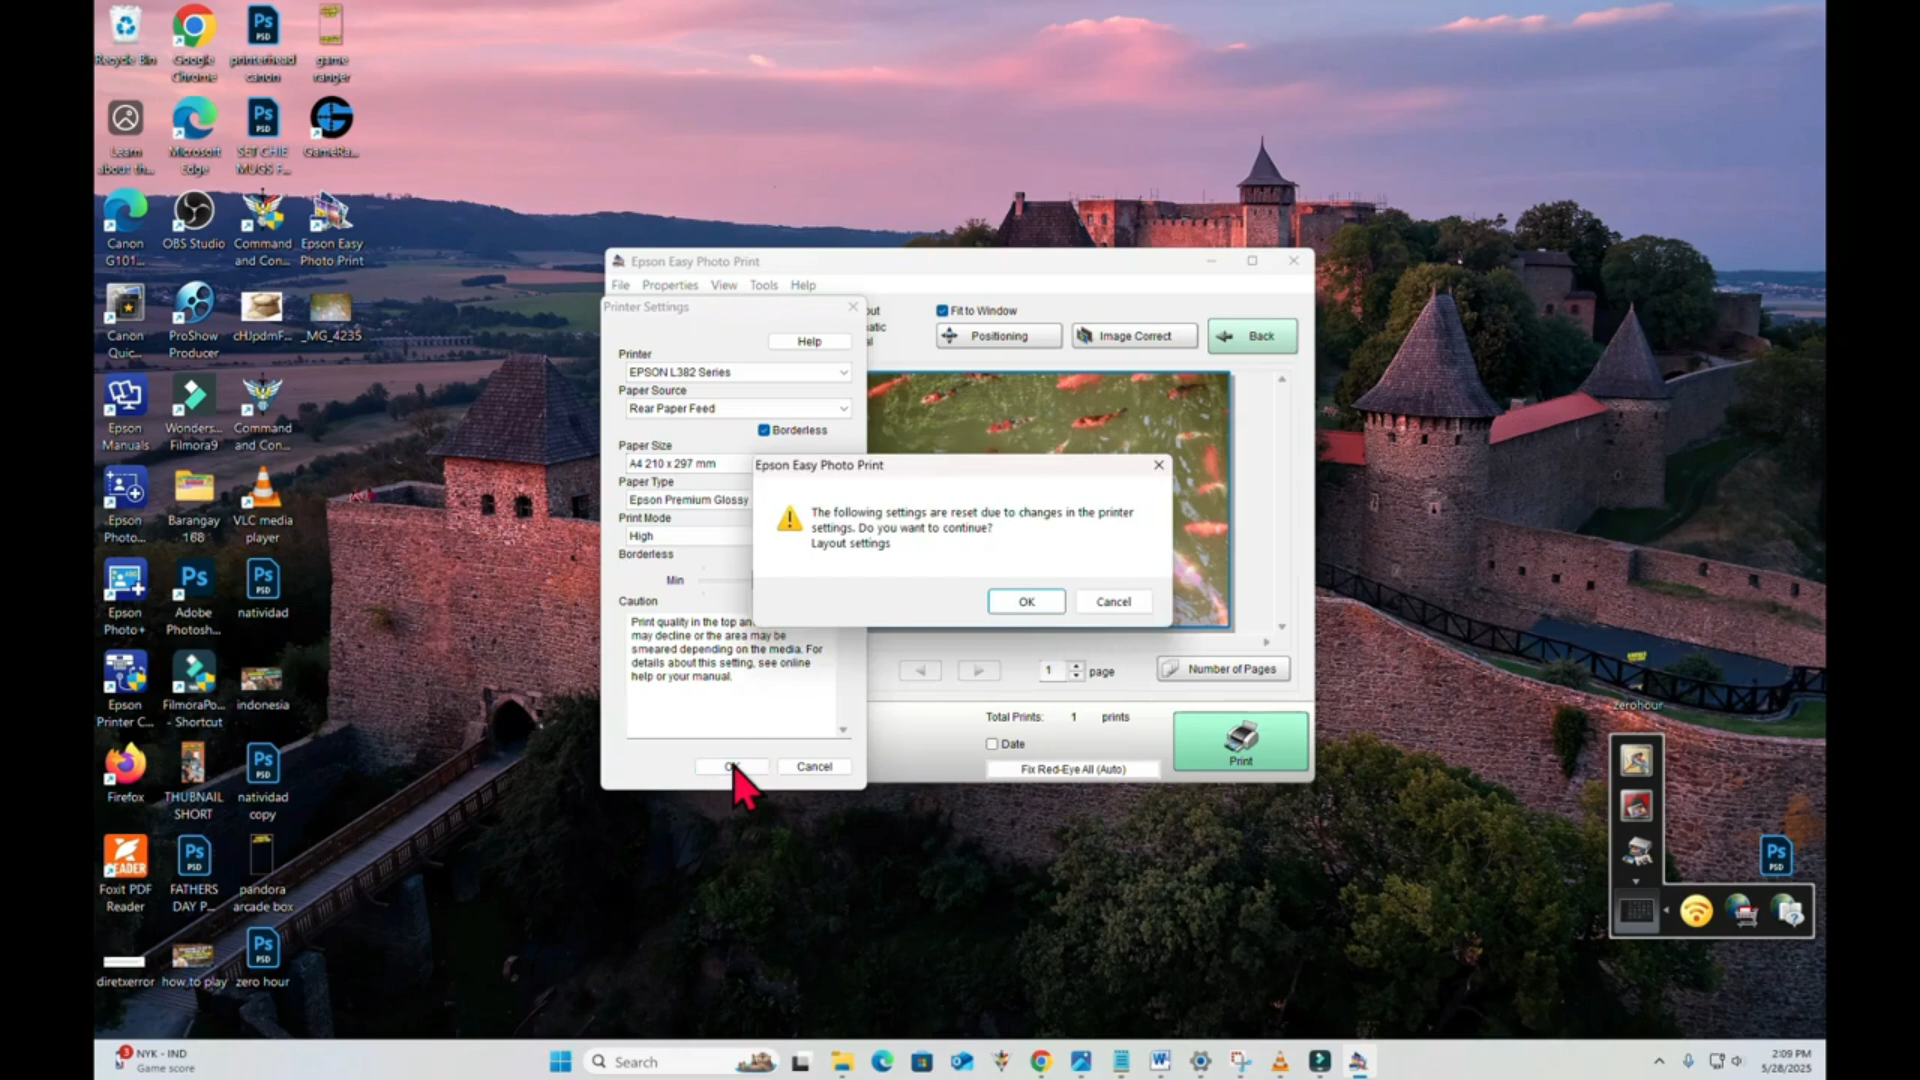 Recycle Bin
Google
Chrome
printerhead
canon
game
ranger
Learn
about th...
Microsoft
Edge
SET CHIE
MUGS F...
GameRa...
Canon
G101...
OBS Studio
Command
and Con...
Epson Easy
Photo Print
Canon
Quic...
ProShow
Producer
cHJpdmF...
_MG_4235
Epson
Manuals
Wonders...
Filmora9
Command
and Con...
Epson
Photo...
Barangay
168
VLC media
player
Epson
Photo+
Adobe
Photosh...
natividad
Epson
Printer C...
FilmoraPo...
- Shortcut
indonesia
Firefox
THUBNAIL
SHORT
natividad
copy
Foxit PDF
Reader
FATHERS
DAY P...
pandora
arcade box
diretxerror
how to play
zero hour
zerohour
Epson Easy Photo Print
File Properties View Tools Help
Fit to Window
Positioning
Image Correct
Back
Printer Settings
Help
Printer
EPSON L382 Series
Paper Source
Rear Paper Feed
Borderless
Paper Size
A4 210 x 297 mm
Paper Type
Epson Premium Glossy
Print Mode
High
Borderless
Min
Caution
Print quality in the top an
may decline or the area may be
smeared depending on the media. For
details about this setting, see online
help or your manual.
Cancel
Epson Easy Photo Print
The following settings are reset due to changes in the printer
settings. Do you want to continue?
Layout settings
OK
Cancel
1 page
Number of Pages
Total Prints: 1 prints
Date
Fix Red-Eye All (Auto)
Print
3
NYK - IND
Game score
Search
2:09 PM
5/28/2025